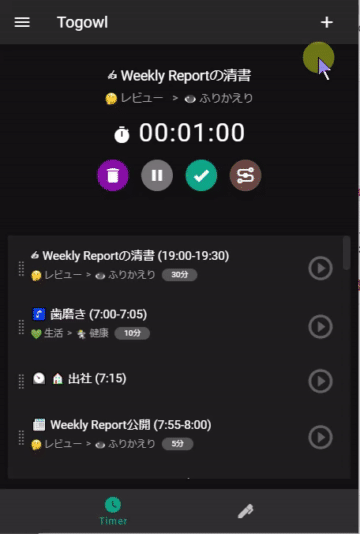 Togowl
Weekly Reportの清書
レビュー > ふりかえり
00:01:00
Weekly Reportの清書 (19:00-19:30)
レビュー > ふりかえり 30分
歯磨き (7:00-7:05)
生活 > 健康 10分
出社 (7:15)
Weekly Report公開 (7:55-8:00)
レビュー > ふりかえり 5分
Timer